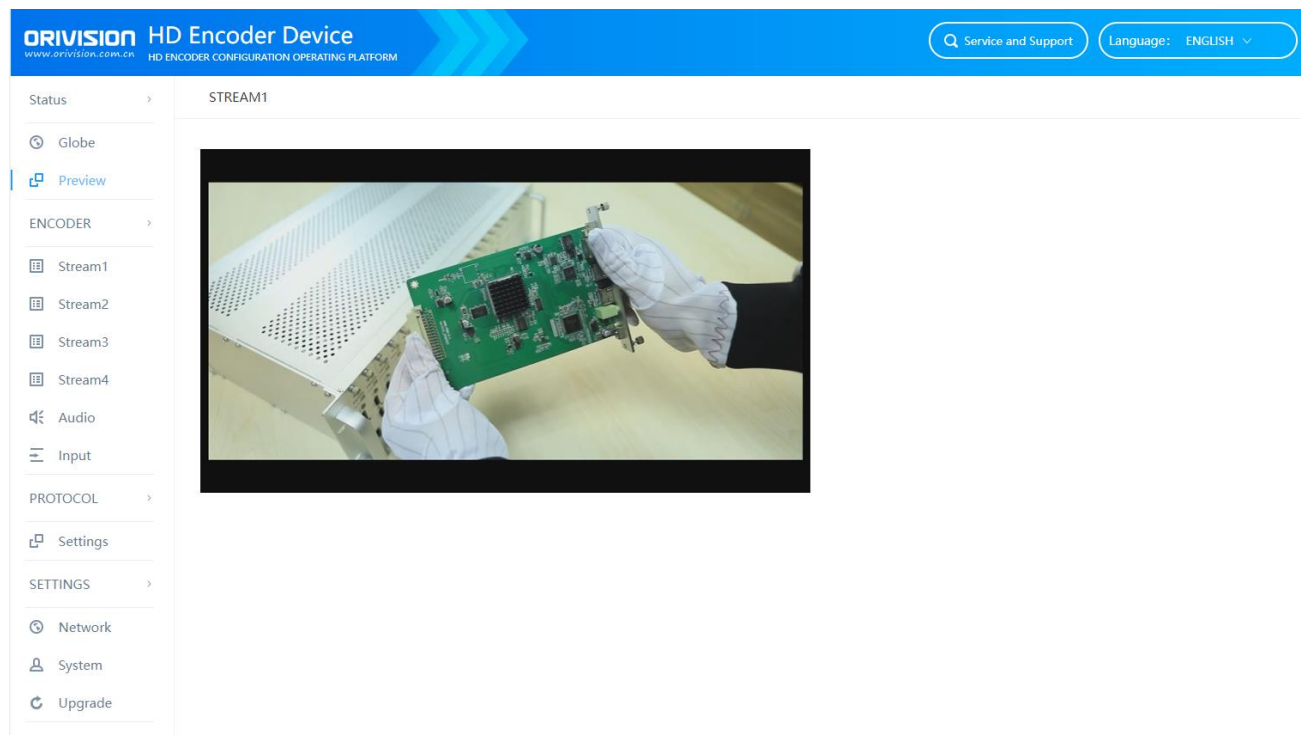 ORIVISION HD Encoder Device
www.orivision.com.cn HD ENCODER CONFIGURATION OPERATING PLATFORM
Service and Support
Language: ENGLISH
Status
STREAM1
Globe
Preview
ENCODER
Stream1
Stream2
Stream3
Stream4
Audio
Input
PROTOCOL
Settings
SETTINGS
Network
System
Upgrade